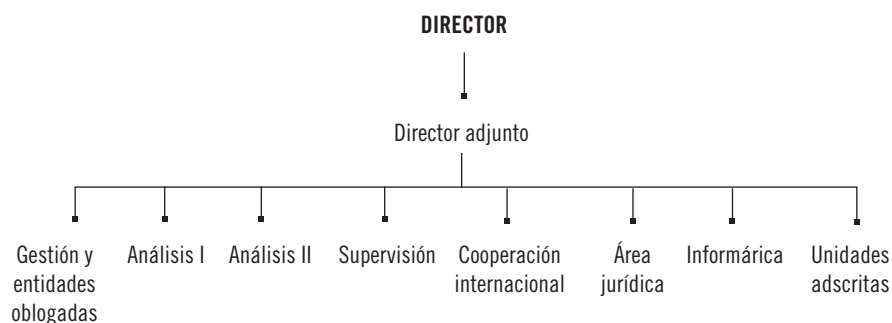 DIRECTOR
Director adjunto
Gestión y
entidades
oblogadas
Análisis I
Análisis II
Supervisión
Cooperación
internacional
Área
jurídica
Informárica
Unidades
adscritas